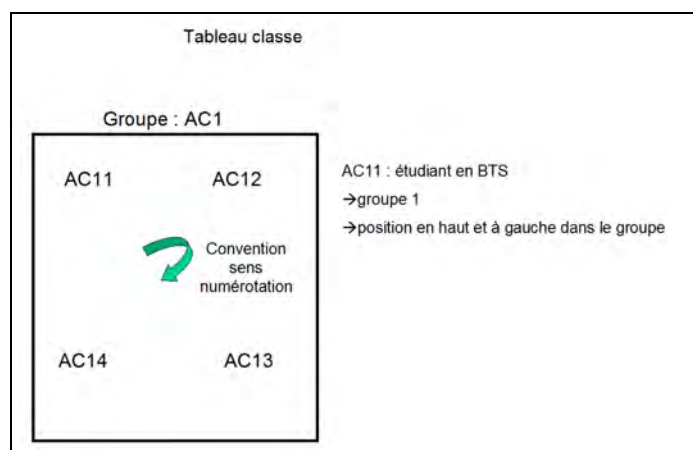 Tableau classe
Groupe : AC1
AC11 AC12
AC11 : étudiant en BTS
→groupe 1
→position en haut et à gauche dans le groupe
Convention
sens
numérotation
AC14 AC13